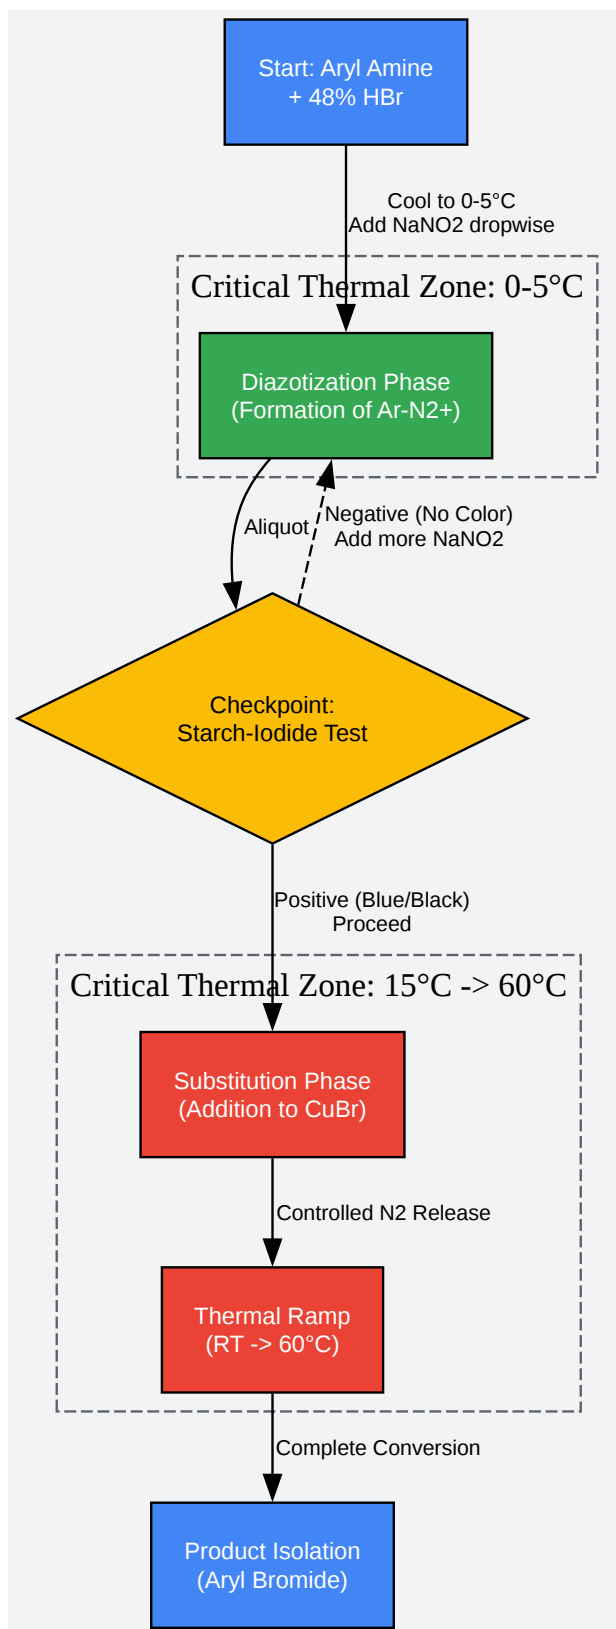 Start: Aryl Amine
+ 48% HBr
Cool to 0-5°C
Add NaNO2 dropwise
Critical Thermal Zone: 0-5°C
Diazotization Phase
(Formation of Ar-N2+)
Aliquot
Negative (No Color)
Add more NaNO2
Checkpoint:
Starch-Iodide Test
Positive (Blue/Black)
Proceed
Critical Thermal Zone: 15°C -> 60°C
Substitution Phase
(Addition to CuBr)
Controlled N2 Release
Thermal Ramp
(RT -> 60°C)
Complete Conversion
Product Isolation
(Aryl Bromide)